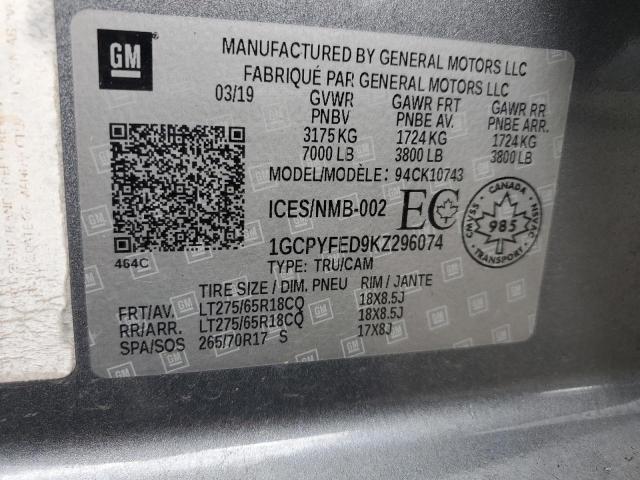 GM
MANUFACTURED BY GENERAL MOTORS LLC
FABRIQUÉ PAR GENERAL MOTORS LLC
03/19 GVWR GAWR FRT GAWR RR
PNBV PNBE AV. PNBE ARR.
3175 KG 1724 KG 1724 KG
7000 LB 3800 LB 3800 LB
MODEL/MODÈLE: 94CK10743
ICES/NMB-002 EC
CANADA
CMVSS 985 NSVAC
1GCPYFED9KZ296074
464C
TYPE: TRU/CAM
TIRE SIZE / DIM. PNEU RIM / JANTE
FRT/AV. LT275/65R18CQ 18X8.5J
RR/ARR. LT275/65R18CQ 18X8.5J
SPA/SOS 265/70R17 S 17X8J